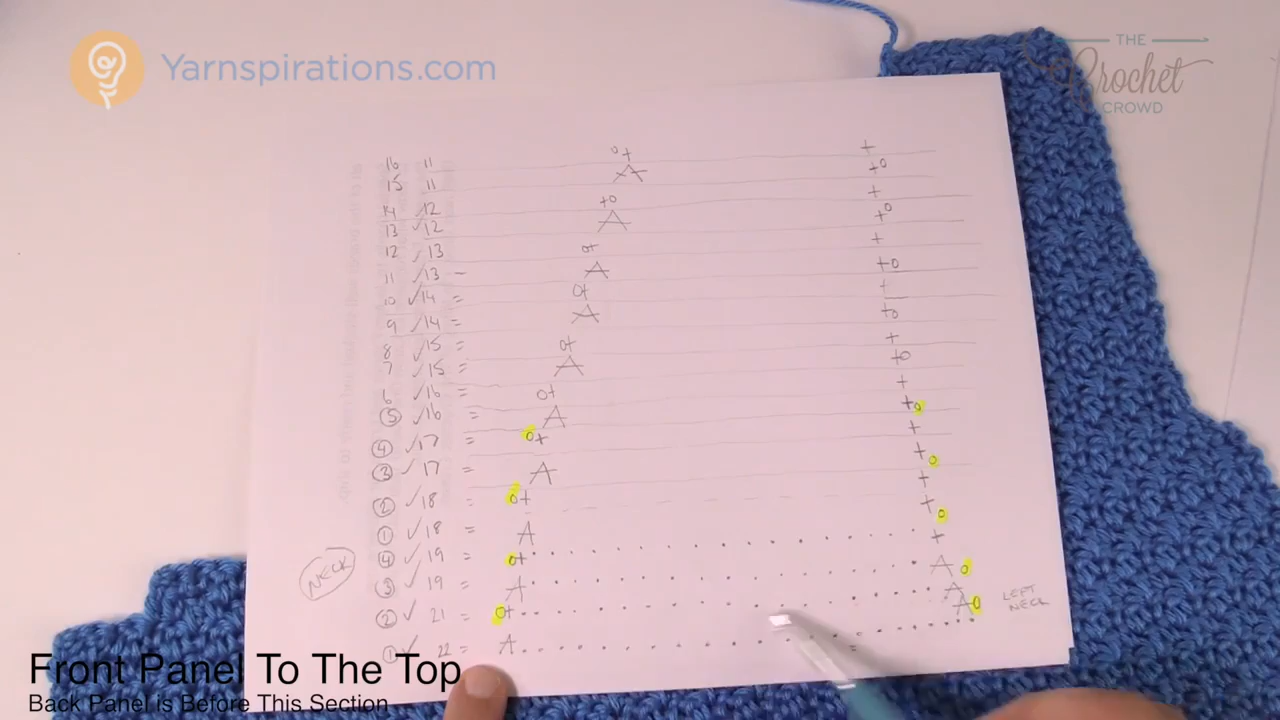 Yarnspirations.com
THE
Crochet
CROWD
16 11
15 11
14 ✓12
13 ✓12
12 ✓13
11 ✓13 -
10 ✓14 =
9 ✓14 =
8 ✓15 =
7 ✓15 =
6 ✓16 =
5 ✓16 =
4 ✓17 =
3 ✓17 =
2 ✓18 =
1 ✓18 =
4 ✓19 =
3 ✓19 =
2 ✓ 21 =
1 ✓ 22 =
NECK
LEFT
NECK
Front Panel To The Top
Back Panel is Before This Section